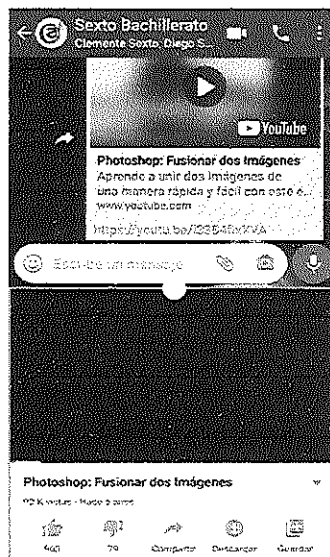 Sexto Bachillerato
Clemente Sexto, Diego S...
YouTube
Photoshop: Fusionar dos Imágenes
Aprende a unir dos Imágenes de
una manera rápida y fácil con este e...
www.youtube.com
Escribe un mensaje
Photoshop: Fusionar dos Imágenes
79
Compartir
Descargar
Guardar